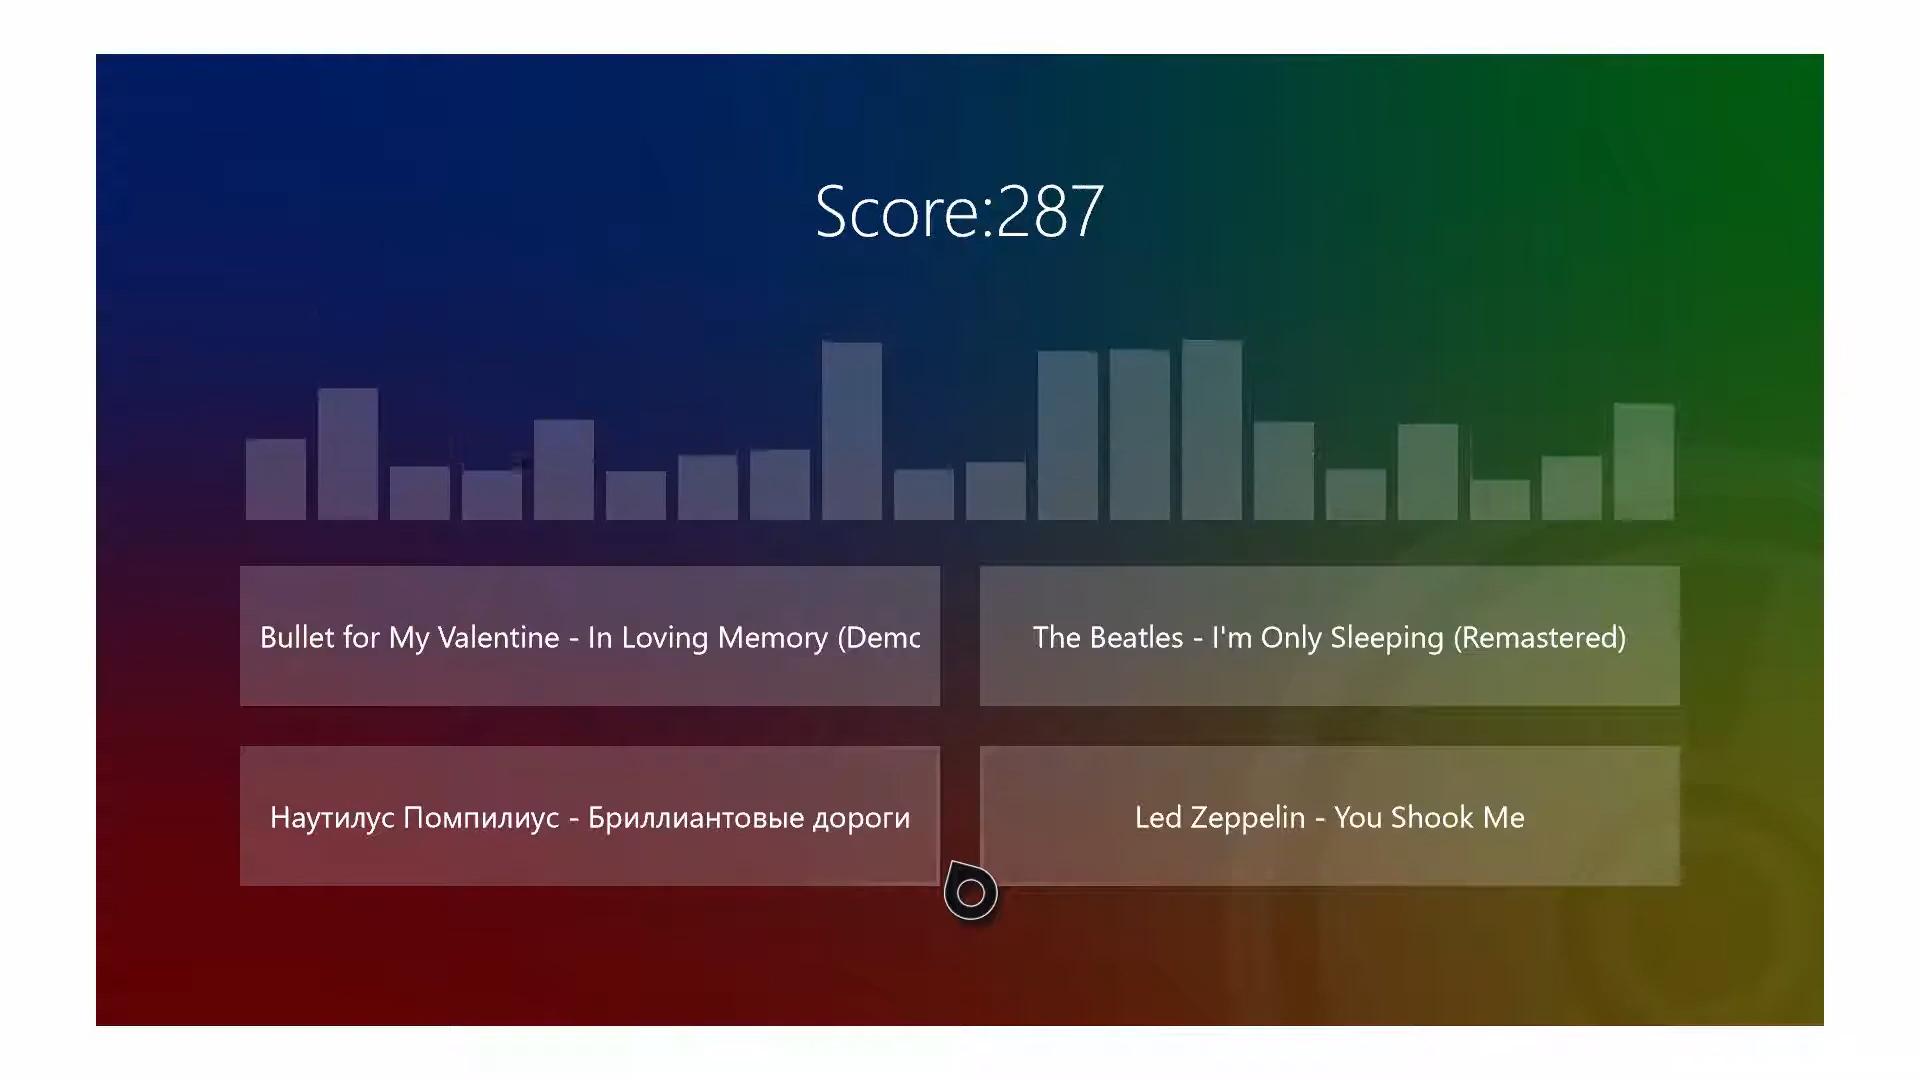 Score:287
Bullet for My Valentine - In Loving Memory (Demo
The Beatles - I'm Only Sleeping (Remastered)
Наутилус Помпилиус - Бриллиантовые дороги
Led Zeppelin - You Shook Me